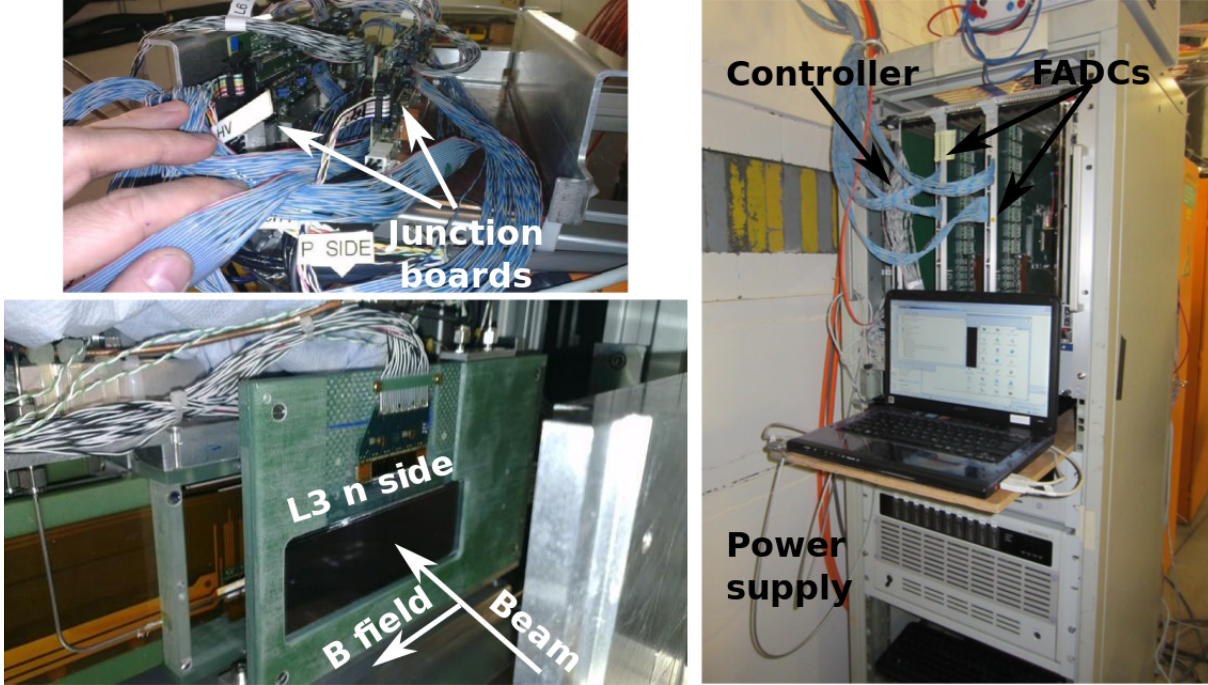 L6
HV
P SIDE
Junction
boards
L3 n side
B field
Beam
Controller
FADCs
Power
supply